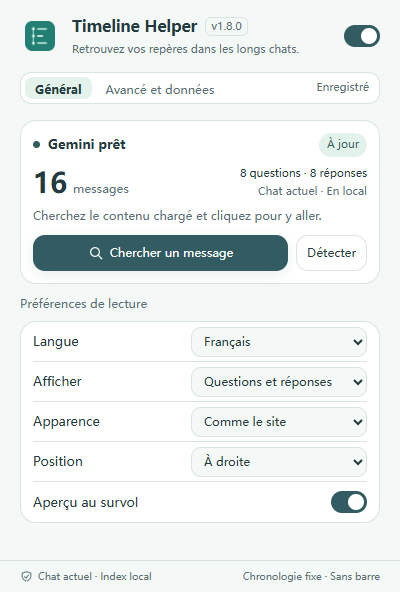 Timeline Helper v1.8.0
Retrouvez vos repères dans les longs chats.
Général Avancé et données Enregistré
Gemini prêt À jour
16 messages 8 questions · 8 réponses
Chat actuel · En local
Cherchez le contenu chargé et cliquez pour y aller.
Chercher un message Détecter
Préférences de lecture
Langue Français
Afficher Questions et réponses
Apparence Comme le site
Position À droite
Aperçu au survol
Chat actuel · Index local Chronologie fixe · Sans barre